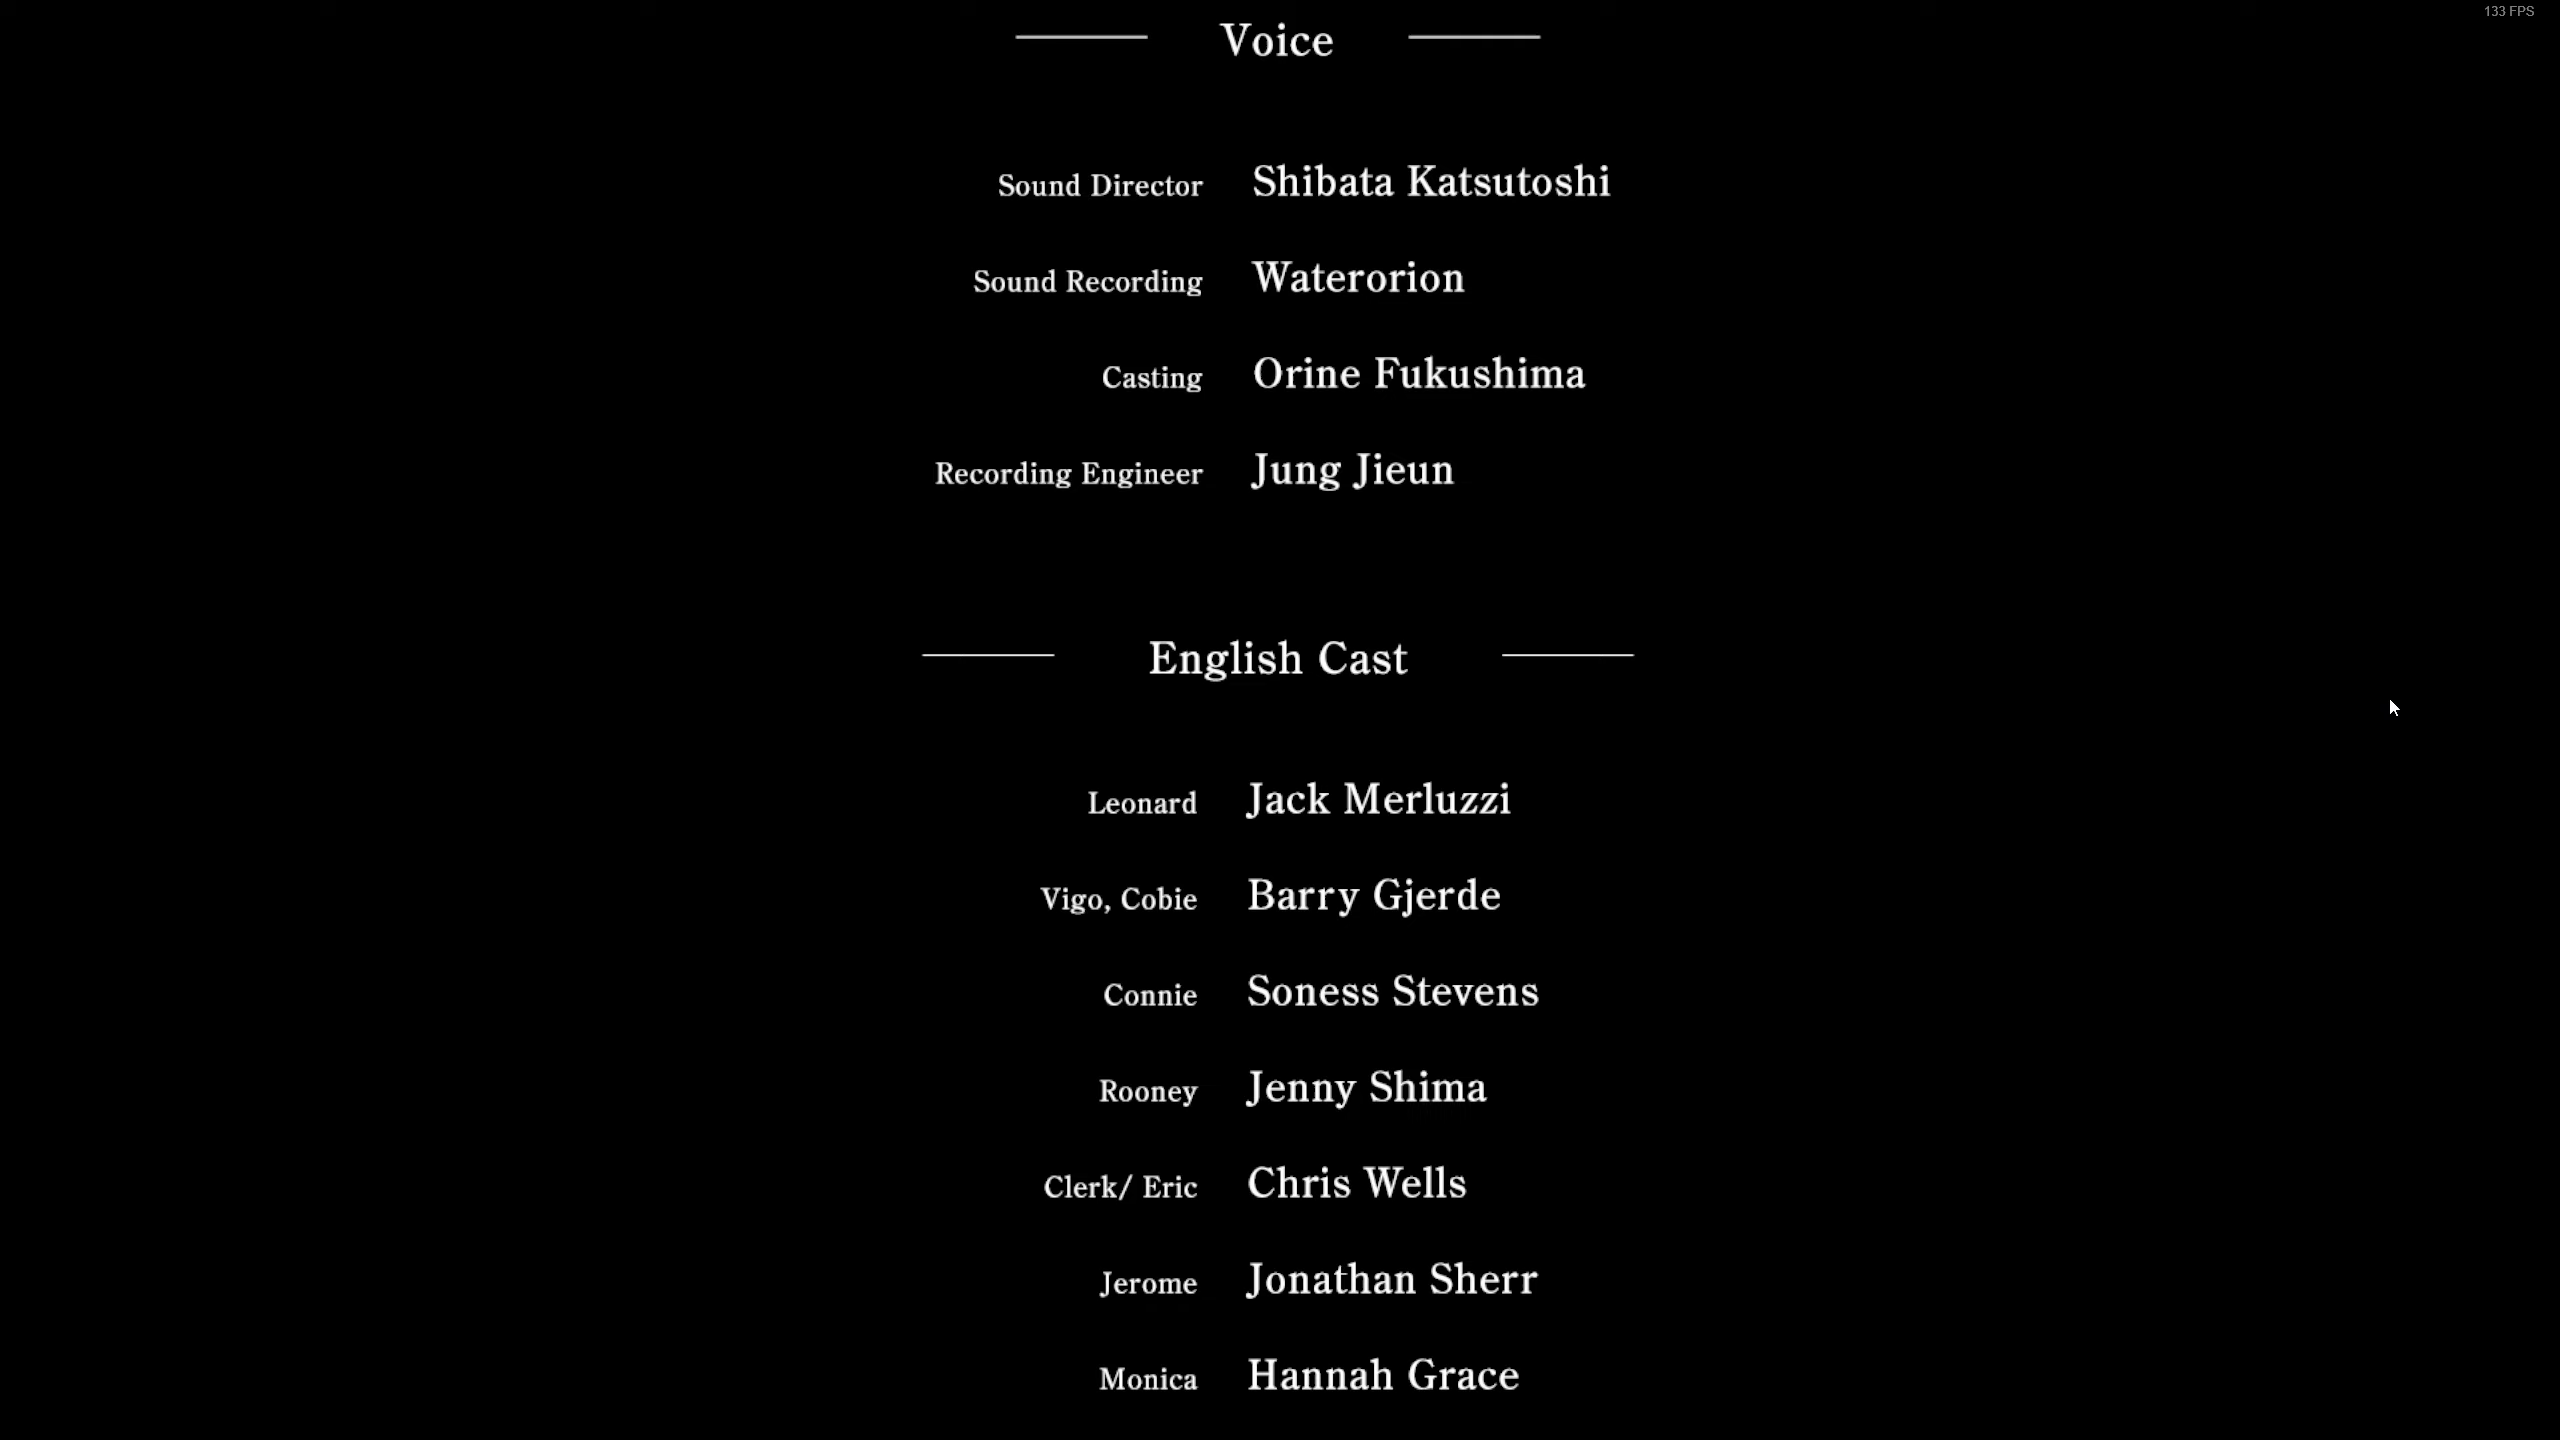 133 FPS
Voice
Sound Director Shibata Katsutoshi
Sound Recording Waterorion
Casting Orine Fukushima
Recording Engineer Jung Jieun
English Cast
Leonard Jack Merluzzi
Vigo, Cobie Barry Gjerde
Connie Soness Stevens
Rooney Jenny Shima
Clerk/ Eric Chris Wells
Jerome Jonathan Sherr
Monica Hannah Grace